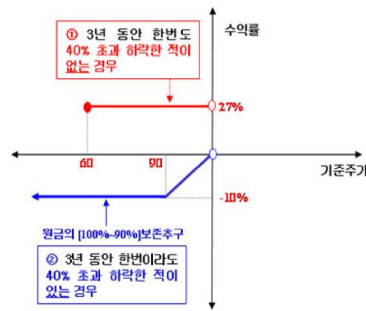 ① 3년 동안 한번도
40% 초과 하락한 적이
없는 경우
수익률
27%
60
90
기준주가
-10%
원금의 [100%~90%]보존추구
② 3년 동안 한번이라도
40% 초과 하락한 적이
있는 경우